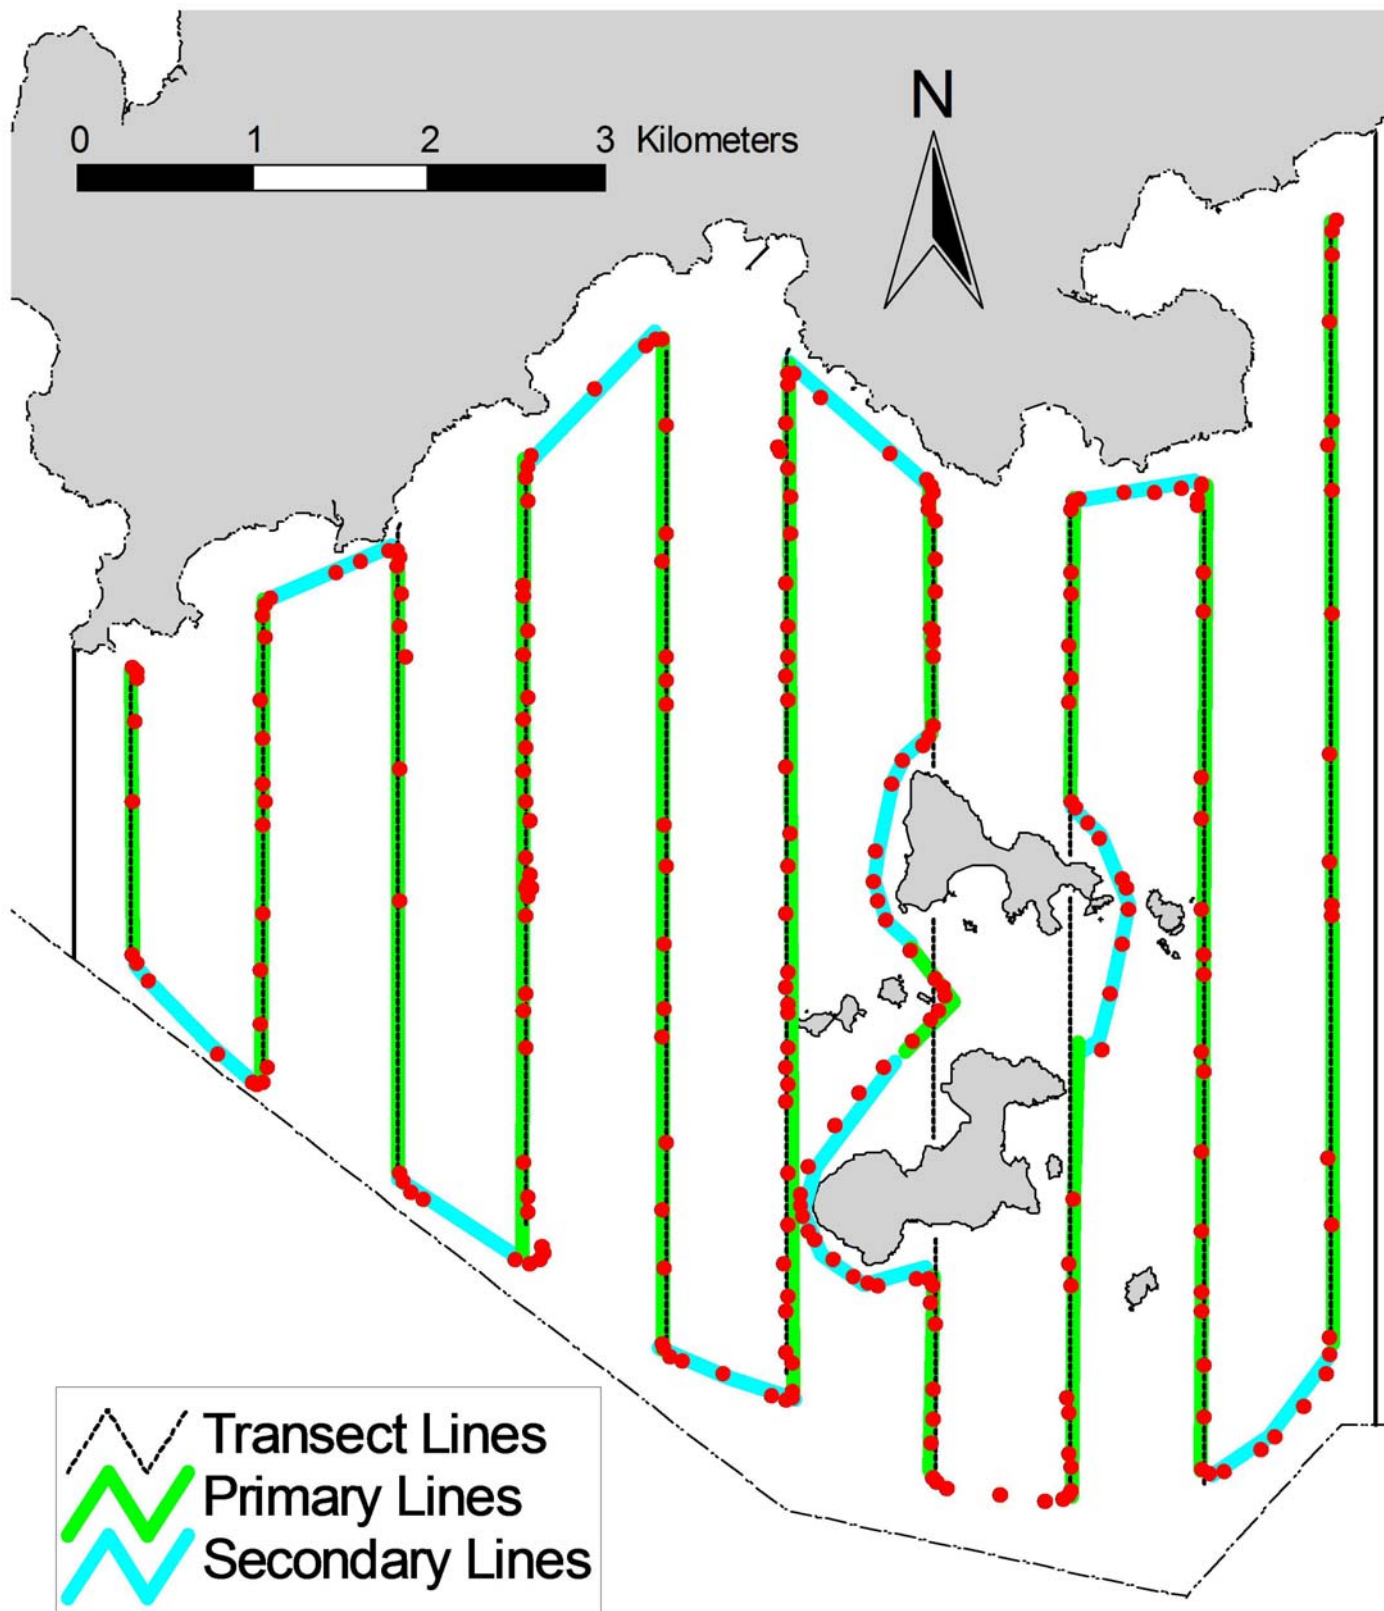 N
0 1 2 3 Kilometers
Transect Lines
Primary Lines
Secondary Lines